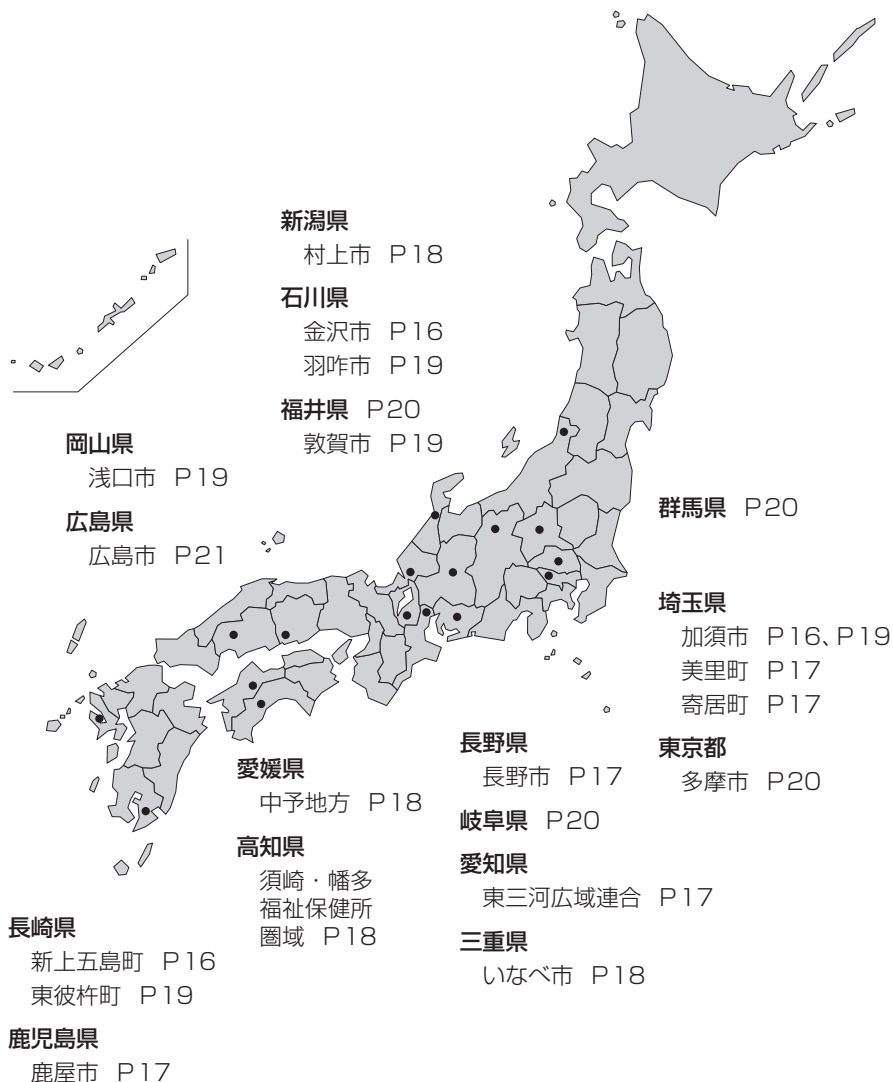 新潟県
村上市 P18
石川県
金沢市 P16
羽咋市 P19
福井県 P20
敦賀市 P19
岡山県
浅口市 P19
広島県
広島市 P21
群馬県 P20
埼玉県
加須市 P16、P19
美里町 P17
寄居町 P17
東京都
多摩市 P20
長野県
長野市 P17
岐阜県 P20
愛知県
東三河広域連合 P17
三重県
いなべ市 P18
愛媛県
中予地方 P18
高知県
須崎・幡多
福祉保健所
圏域 P18
長崎県
新上五島町 P16
東彼杵町 P19
鹿児島県
鹿屋市 P17